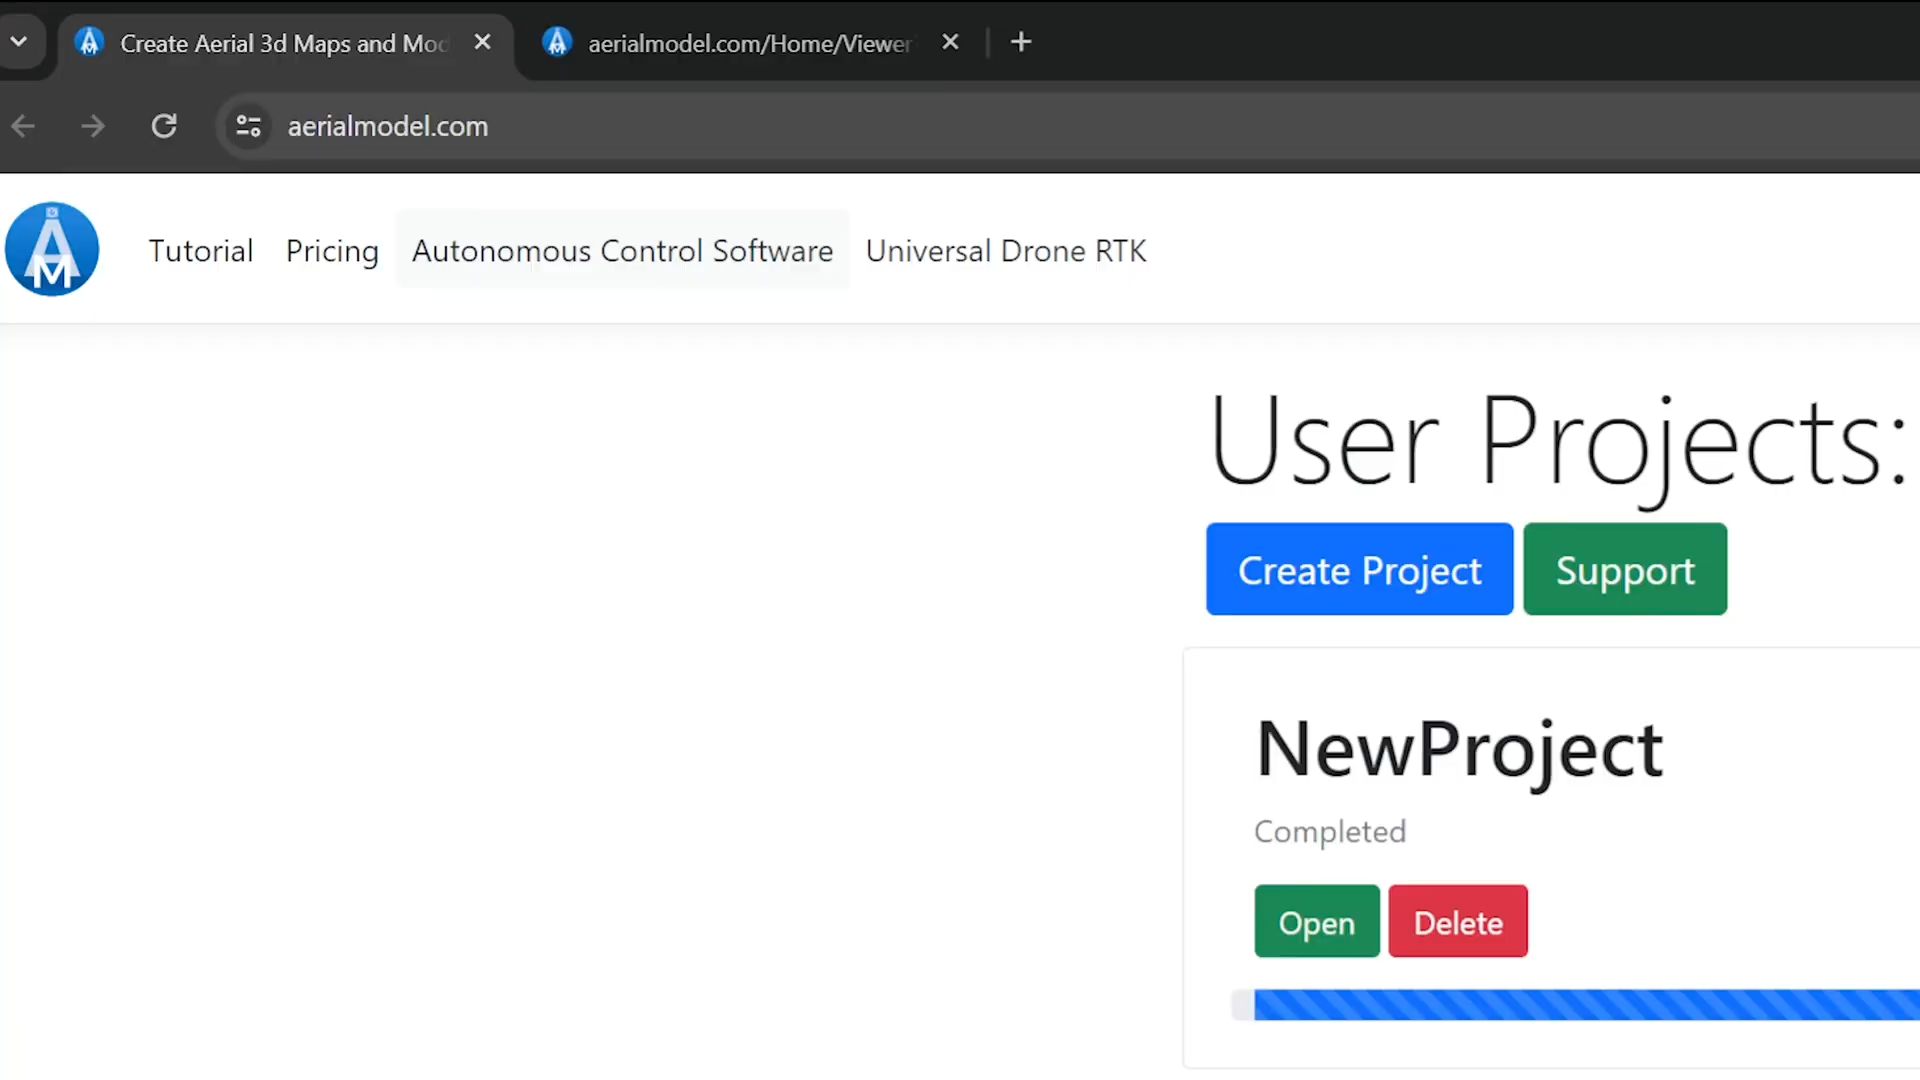 Create Aerial 3d Maps and Mod
aerialmodel.com/Home/Viewer
aerialmodel.com
AM
Tutorial
Pricing
Autonomous Control Software
Universal Drone RTK
User Projects:
Create Project
Support
NewProject
Completed
Open
Delete